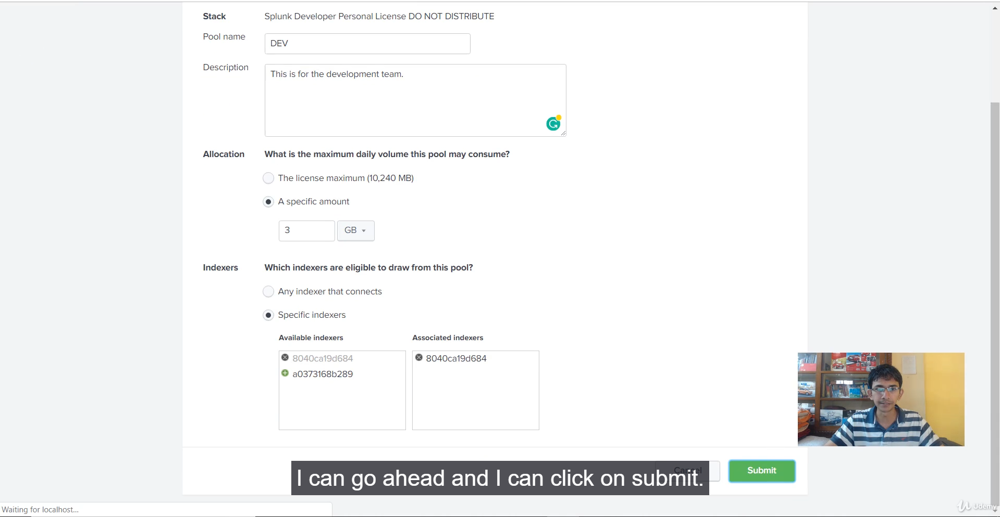 Stack
Splunk Developer Personal License DO NOT DISTRIBUTE
Pool name
DEV
Description
This is for the development team.
Allocation
What is the maximum daily volume this pool may consume?
The license maximum (10,240 MB)
A specific amount
3
GB
Indexers
Which indexers are eligible to draw from this pool?
Any indexer that connects
Specific indexers
Available indexers
Associated indexers
8040ca19d684
8040ca19d684
a0373168b289
Cancel
Submit
I can go ahead and I can click on submit.
Waiting for localhost...
Udemy